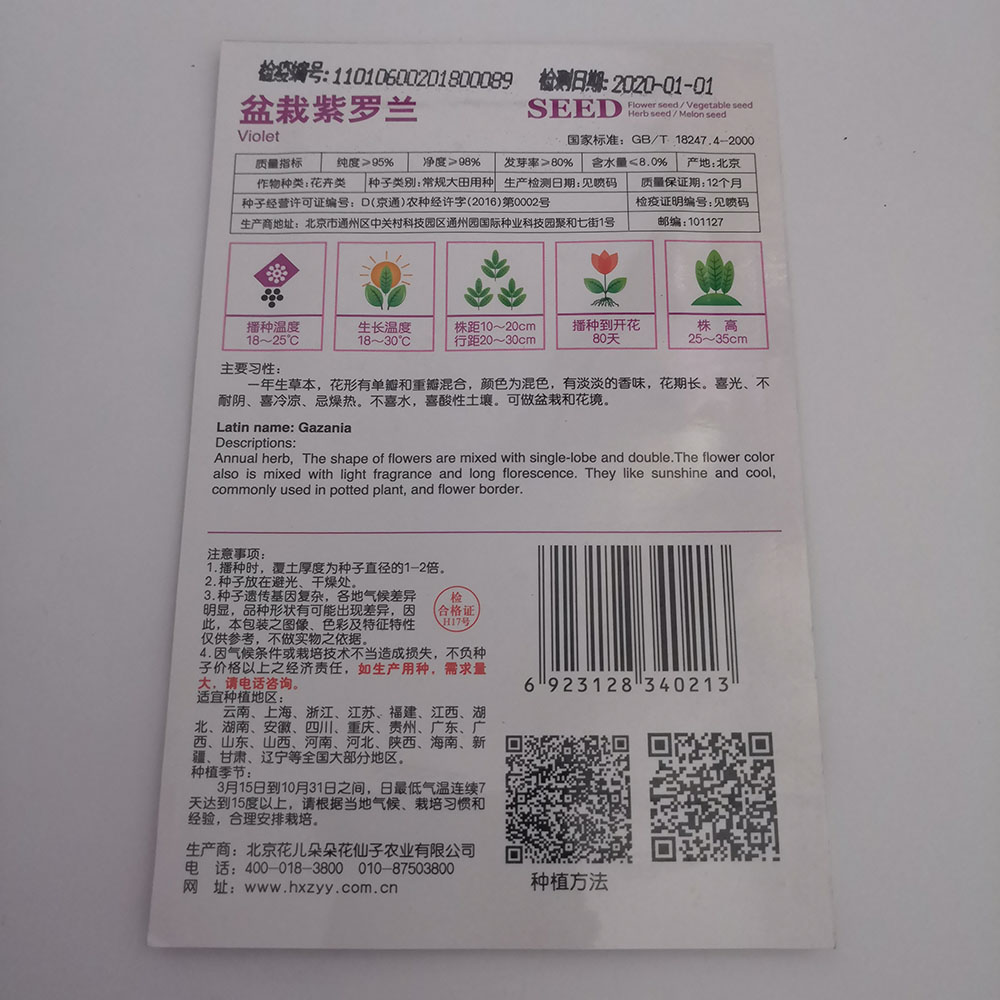 检疫编号:11010600201800089 检测日期:2020-01-01
盆栽紫罗兰
Violet
SEED Flower seed / Vegetable seed
Herb seed / Melon seed
国家标准：GB/T 18247.4-2000
质量指标 纯度≥95% 净度≥98% 发芽率≥80% 含水量≤8.0% 产地:北京
作物种类:花卉类 种子类别:常规大田用种 生产检测日期:见喷码 质量保证期:12个月
种子经营许可证编号：D(京通)农种经许字(2016)第0002号 检疫证明编号:见喷码
生产商地址：北京市通州区中关村科技园区通州园国际种业科技园聚和七街1号 邮编:101127
播种温度
18～25℃
生长温度
18～30℃
株距10～20cm
行距20～30cm
播种到开花
80天
株 高
25～35cm
主要习性：
一年生草本，花形有单瓣和重瓣混合，颜色为混色，有淡淡的香味，花期长。喜光、不
耐阴、喜冷凉、忌燥热。不喜水，喜酸性土壤。可做盆栽和花境。
Latin name: Gazania
Descriptions:
Annual herb, The shape of flowers are mixed with single-lobe and double.The flower color
also is mixed with light fragrance and long florescence. They like sunshine and cool,
commonly used in potted plant, and flower border.
注意事项：
1.播种时，覆土厚度为种子直径的1-2倍。
2.种子放在避光、干燥处。
3.种子遗传基因复杂，各地气候差异
明显，品种形状有可能出现差异，因
此，本包装之图像、色彩及特征特性
仅供参考，不做实物之依据。
4.因气候条件或栽培技术不当造成损失，不负种
子价格以上之经济责任，如生产用种，需求量
大，请电话咨询。
检
合格证
H17号
适宜种植地区：
云南、上海、浙江、江苏、福建、江西、湖
北、湖南、安徽、四川、重庆、贵州、广东、广
西、山东、山西、河南、河北、陕西、海南、新
疆、甘肃、辽宁等全国大部分地区。
种植季节：
3月15日到10月31日之间，日最低气温连续7
天达到15度以上，请根据当地气候、栽培习惯和
经验，合理安排栽培。
生产商：北京花儿朵朵花仙子农业有限公司
电 话：400-018-3800 010-87503800
网 址：www.hxzyy.com.cn
6 923128 340213
种植方法